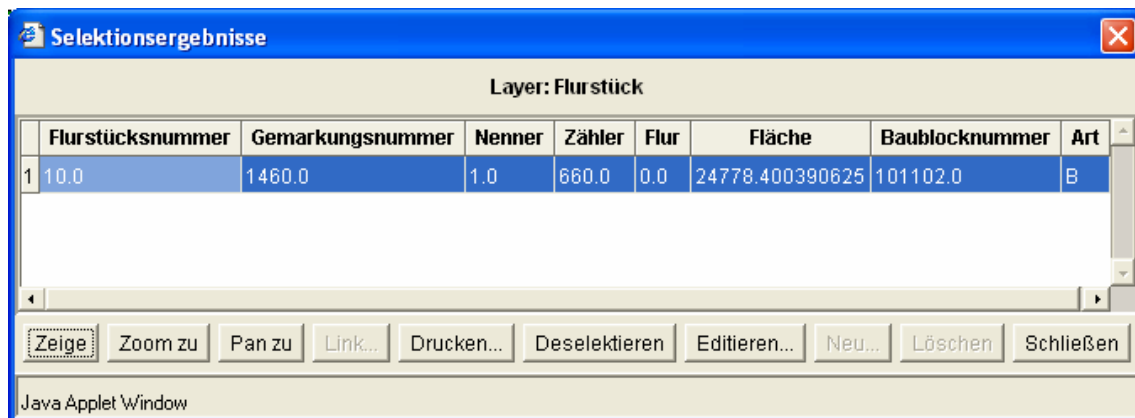 Selektionsergebnisse
Layer: Flurstück
Flurstücksnummer Gemarkungsnummer Nenner Zähler Flur Fläche Baublocknummer Art
1 10.0 1460.0 1.0 660.0 0.0 24778.400390625 101102.0 B
Zeige Zoom zu Pan zu Link... Drucken... Deselektieren Editieren... Neu... Löschen Schließen
Java Applet Window